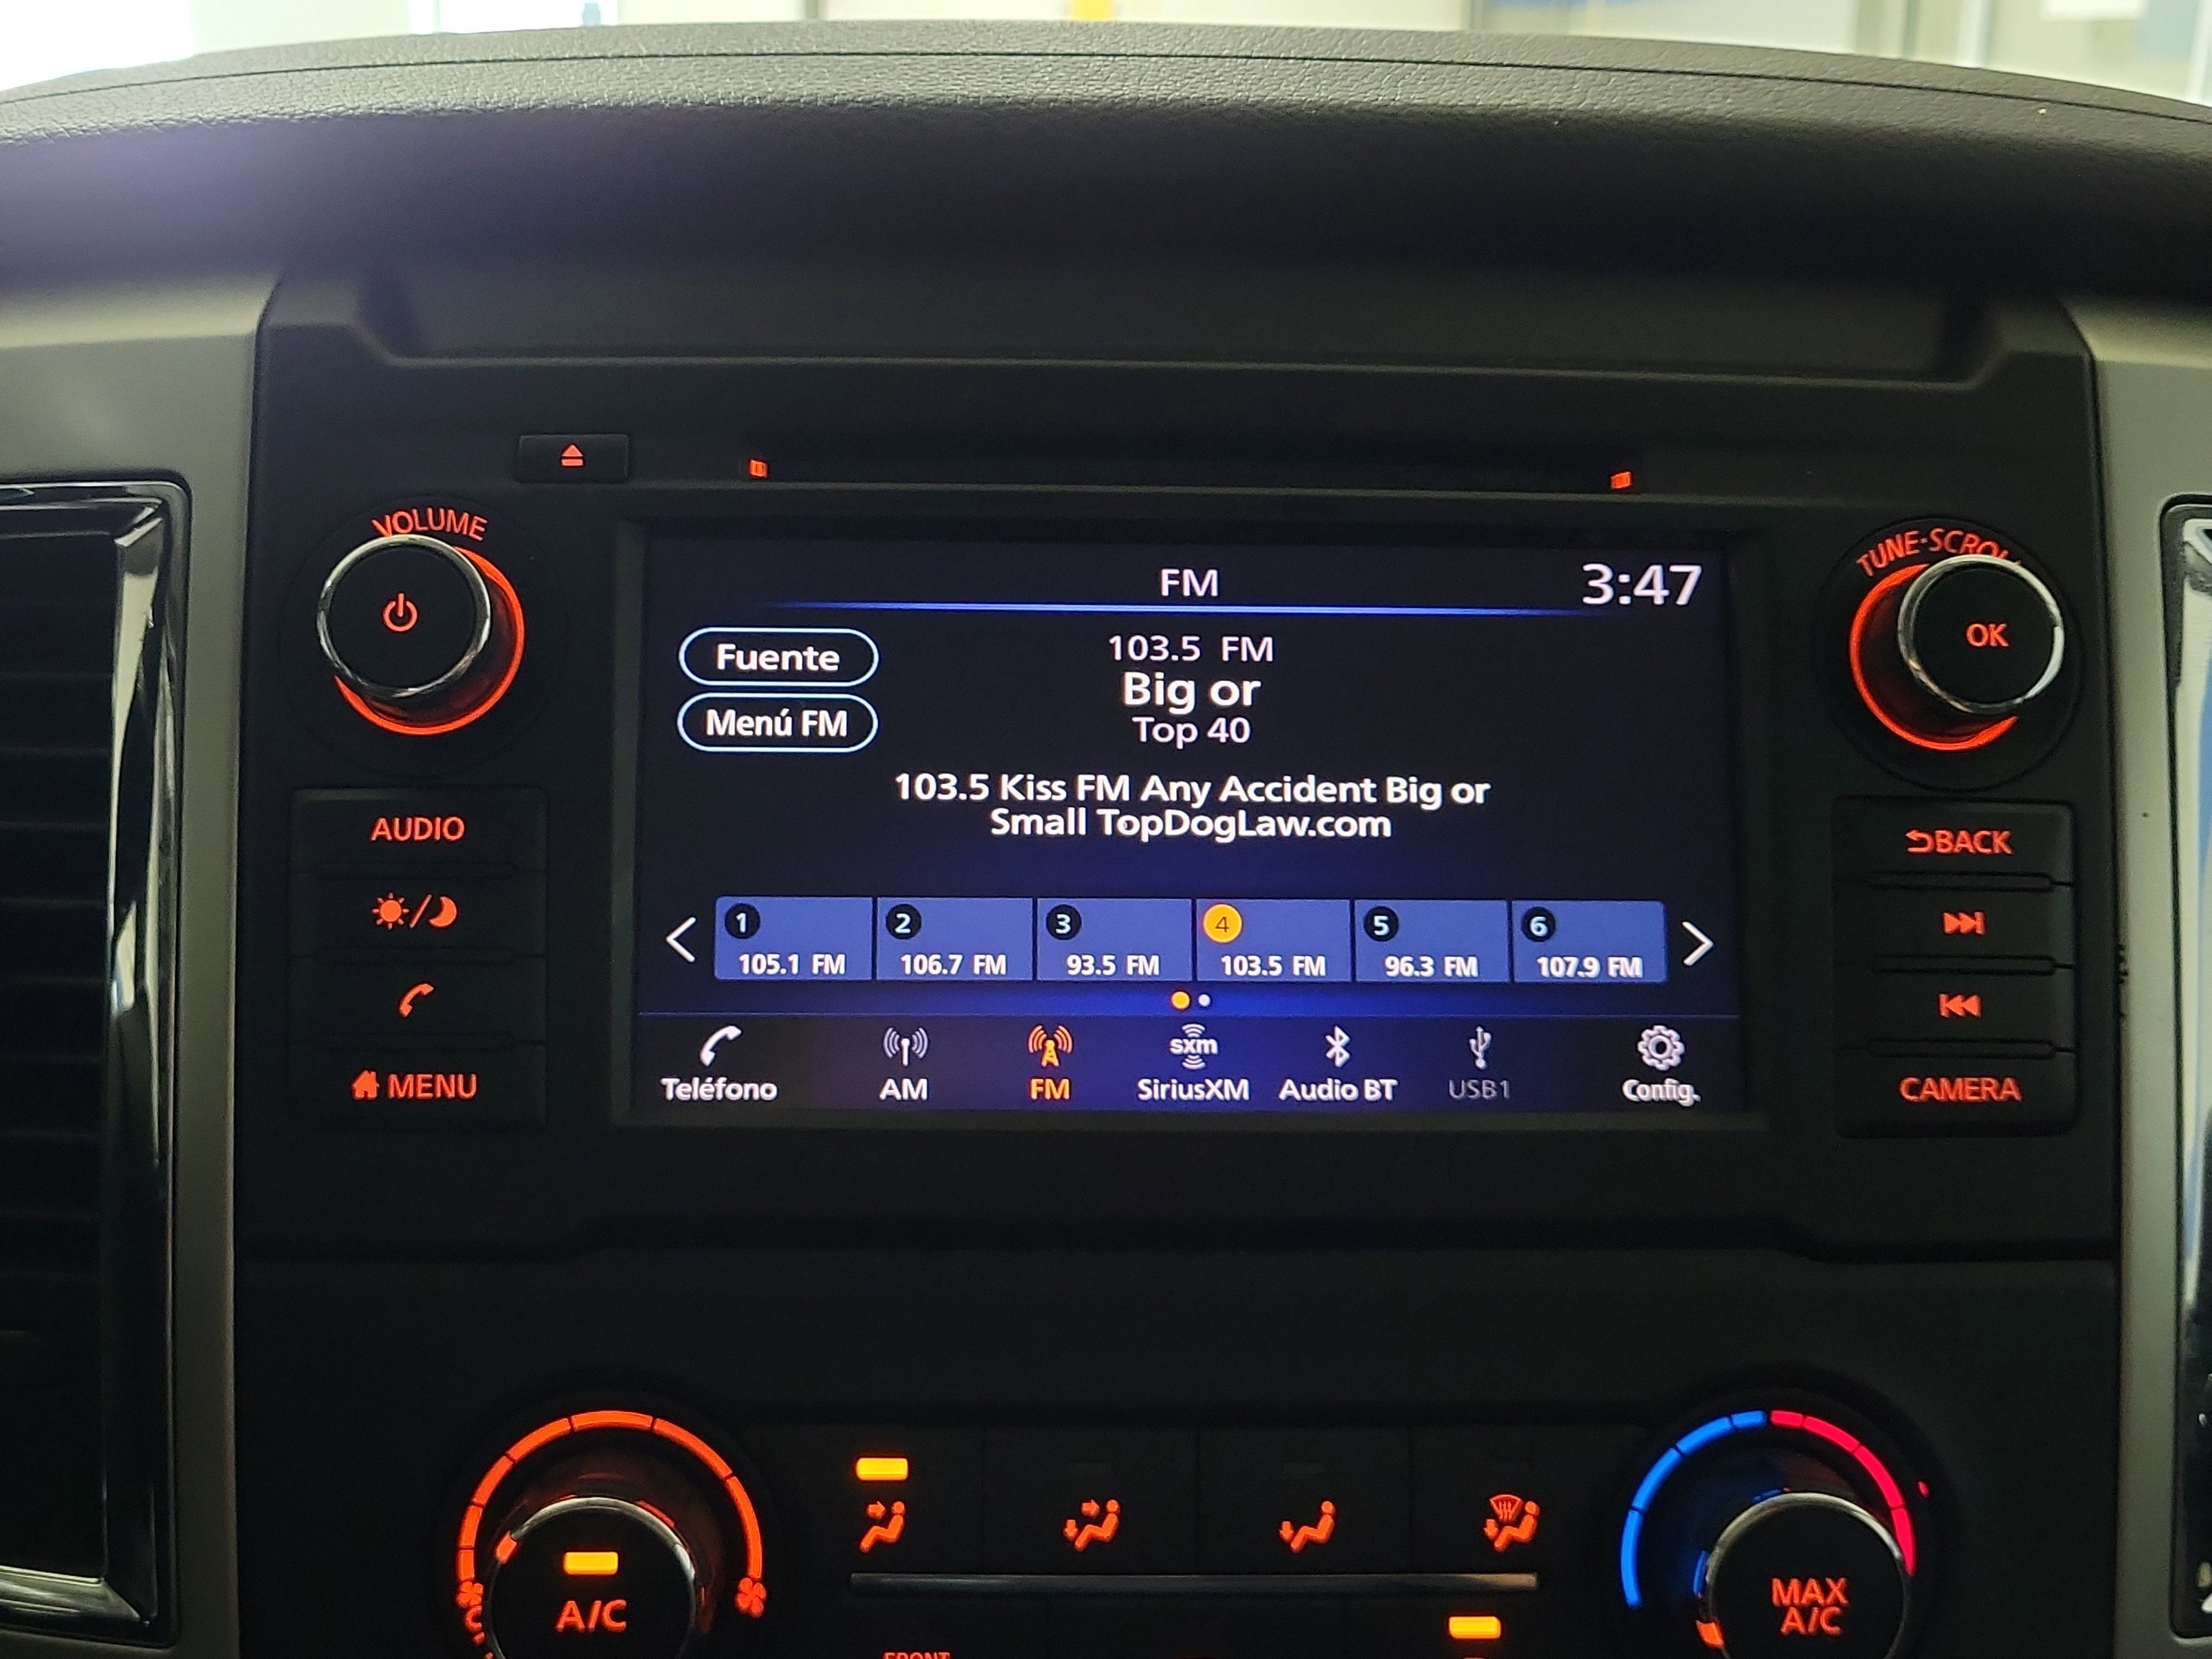 VOLUME
TUNE·SCROL
OK
FM
3:47
Fuente
Menú FM
103.5 FM
Big or
Top 40
103.5 Kiss FM Any Accident Big or
Small TopDogLaw.com
1 2 3 4 5 6
105.1 FM 106.7 FM 93.5 FM 103.5 FM 96.3 FM 107.9 FM
sxm
Teléfono AM FM SiriusXM Audio BT USB1 Config.
AUDIO
MENU
BACK
CAMERA
A/C
MAX
A/C
FRONT